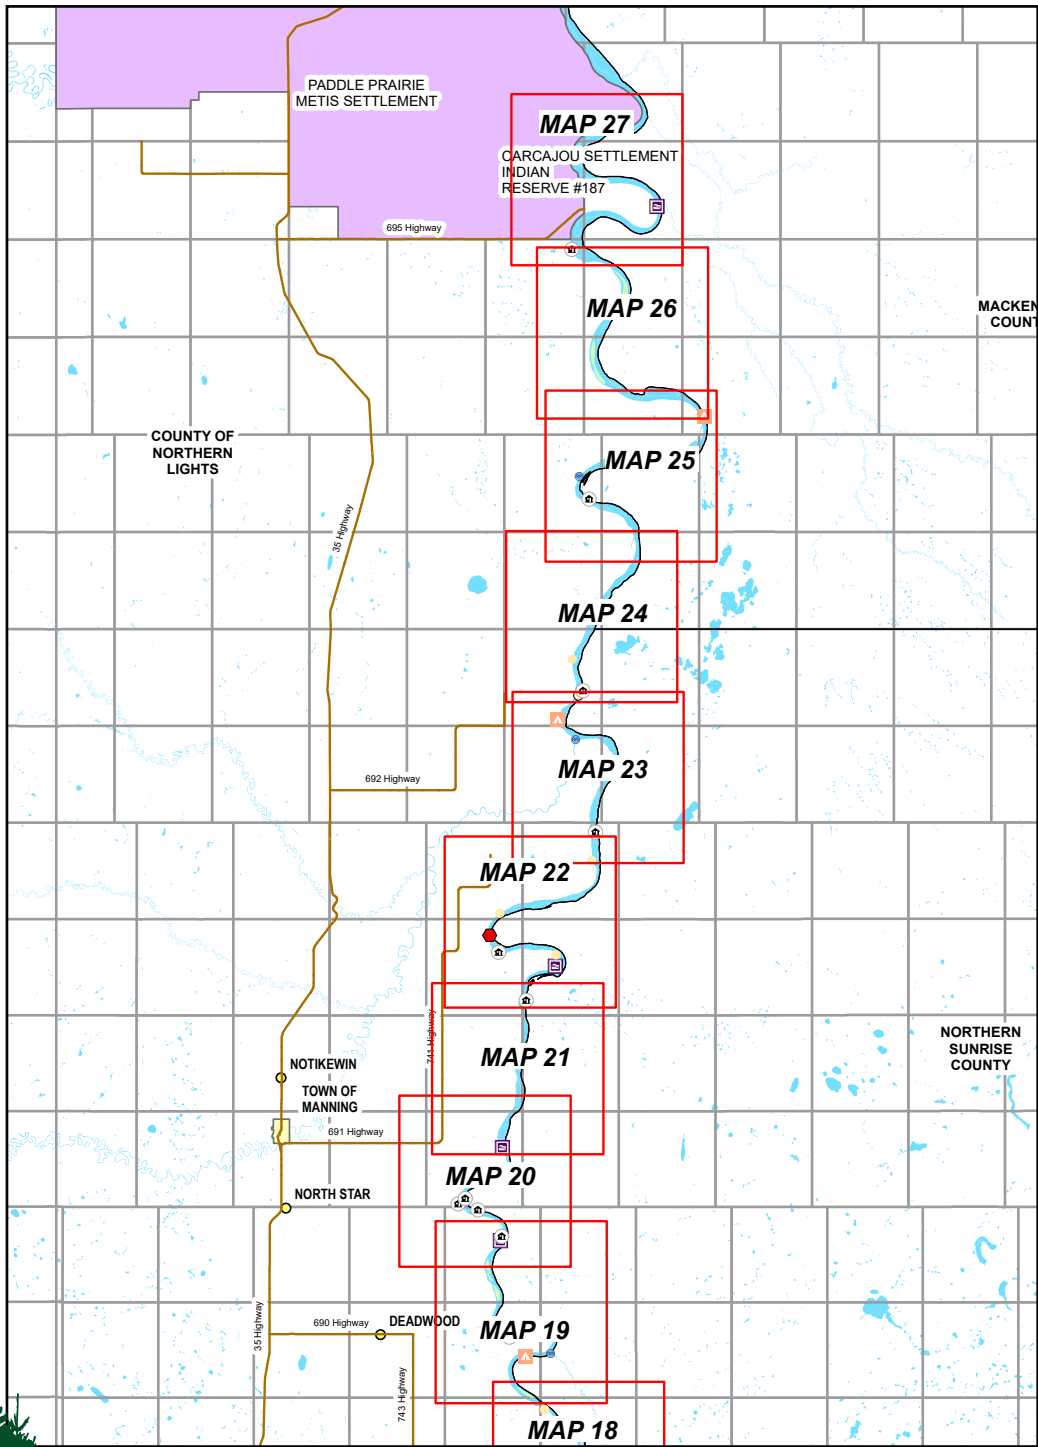 PADDLE PRAIRIE
METIS SETTLEMENT
MAP 27
CARCAJOU SETTLEMENT
INDIAN
RESERVE #187
695 Highway
MAP 26
MACKEN
COUNT
COUNTY OF
NORTHERN
LIGHTS
MAP 25
35 Highway
MAP 24
MAP 23
692 Highway
MAP 22
741 Highway
NORTHERN
SUNRISE
COUNTY
MAP 21
NOTIKEWIN
TOWN OF
MANNING
691 Highway
MAP 20
NORTH STAR
690 Highway
DEADWOOD
35 Highway
MAP 19
743 Highway
MAP 18